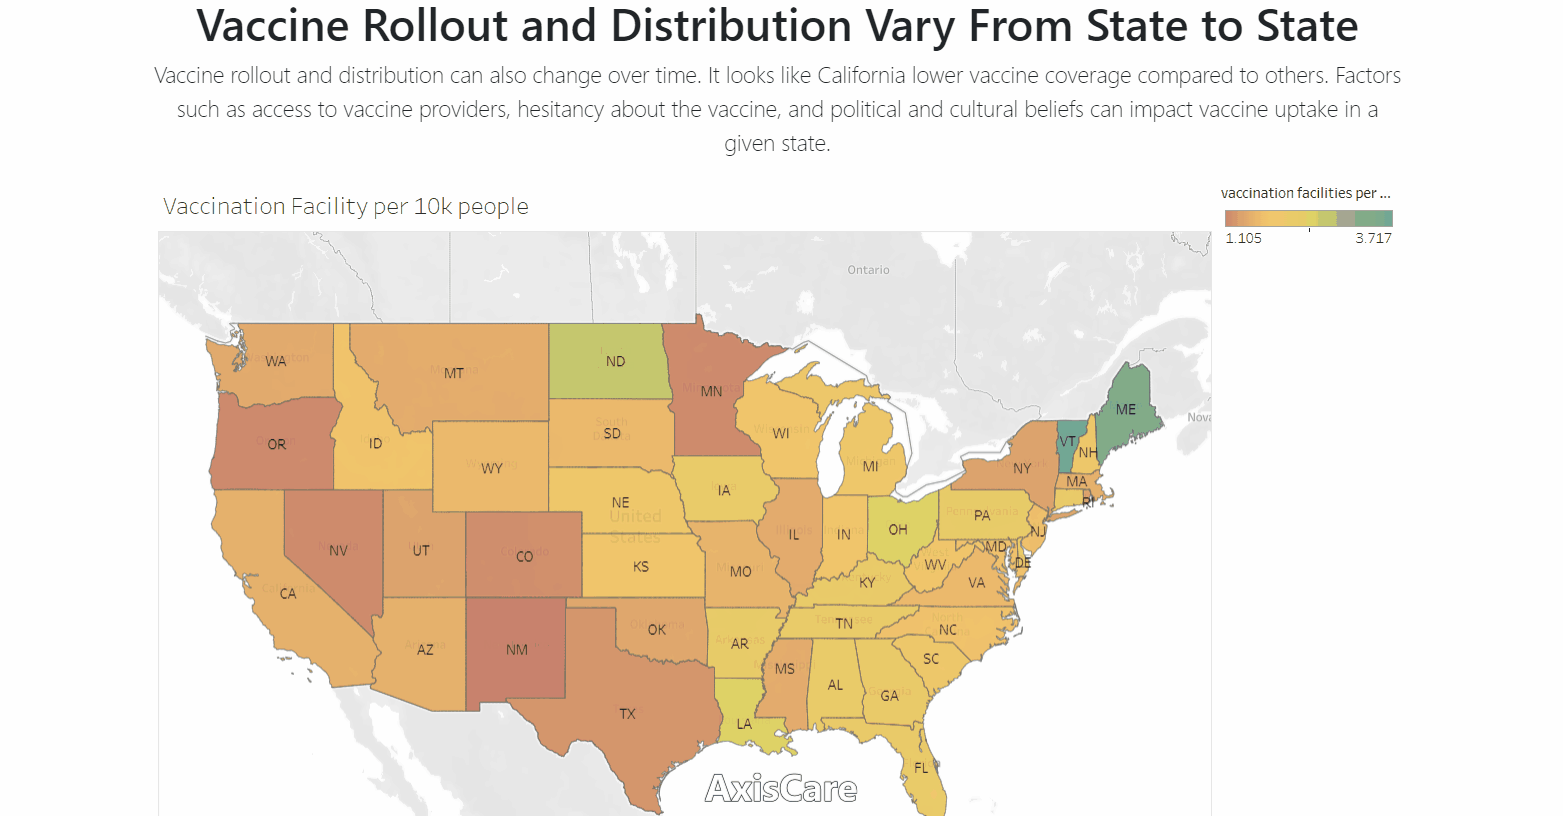 Vaccine Rollout and Distribution Vary From State to State
Vaccine rollout and distribution can also change over time. It looks like California lower vaccine coverage compared to others. Factors
such as access to vaccine providers, hesitancy about the vaccine, and political and cultural beliefs can impact vaccine uptake in a
given state.
vaccination facilities per ...
1.105 3.717
Vaccination Facility per 10k people
Ontario
WA
MT
ND
MN
ME
OR
ID
SD
WI
VT
NH
Nova
WY
MI
NY
MA
IA
RI
NE
PA
United
States
OH
NJ
NV
UT
CO
IL
IN
MD
DE
KS
MO
WV
KY
VA
CA
California
OK
TN
NC
AZ
NM
AR
SC
MS
AL
GA
TX
LA
FL
AxisCare